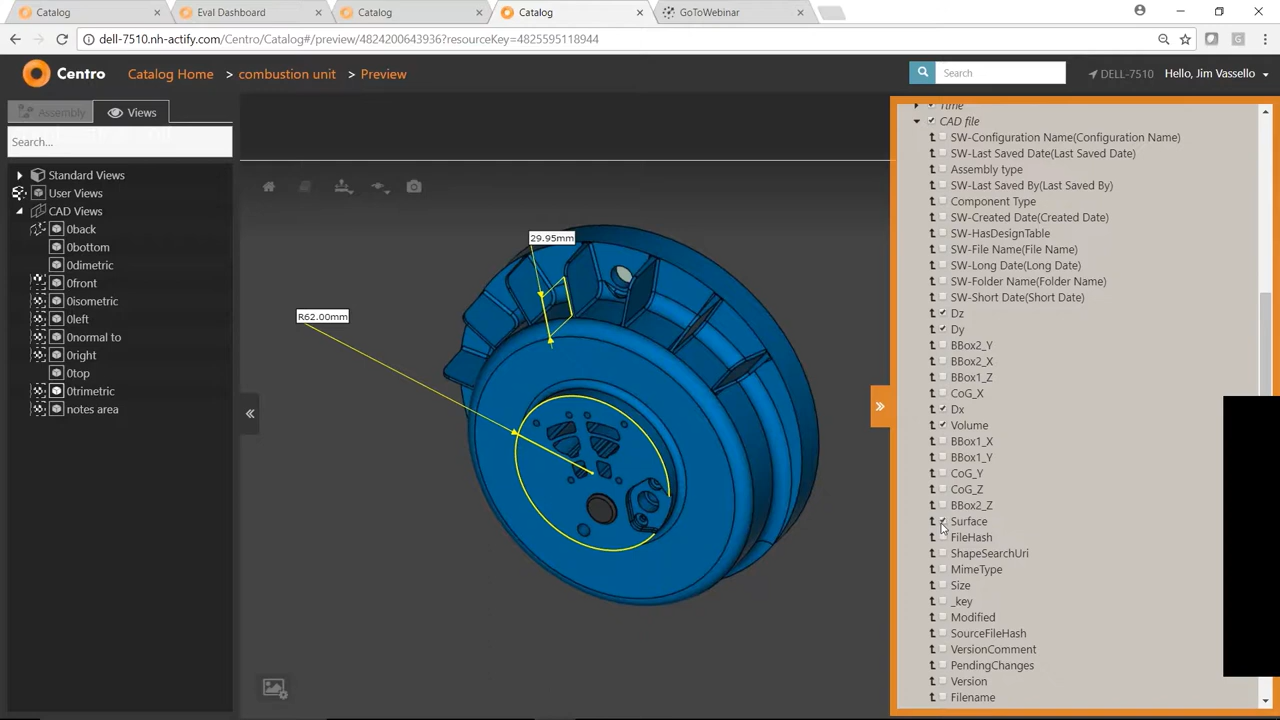 Catalog
Eval Dashboard
Catalog
Catalog
GoToWebinar
dell-7510.nh-actify.com/Centro/Catalog#/preview/4824200643936?resourceKey=4825595118944
Centro
Catalog Home > combustion unit > Preview
Search
DELL-7510
Hello, Jim Vassello
Assembly
Views
Search...
Standard Views
User Views
CAD Views
0back
0bottom
0dimetric
0front
0isometric
0left
0normal to
0right
0top
0trimetric
notes area
29.95mm
R62.00mm
Time
CAD file
SW-Configuration Name(Configuration Name)
SW-Last Saved Date(Last Saved Date)
Assembly type
SW-Last Saved By(Last Saved By)
Component Type
SW-Created Date(Created Date)
SW-HasDesignTable
SW-File Name(File Name)
SW-Long Date(Long Date)
SW-Folder Name(Folder Name)
SW-Short Date(Short Date)
Dz
Dy
BBox2_Y
BBox2_X
BBox1_Z
CoG_X
Dx
Volume
BBox1_X
BBox1_Y
CoG_Y
CoG_Z
BBox2_Z
Surface
FileHash
ShapeSearchUri
MimeType
Size
_key
Modified
SourceFileHash
VersionComment
PendingChanges
Version
Filename